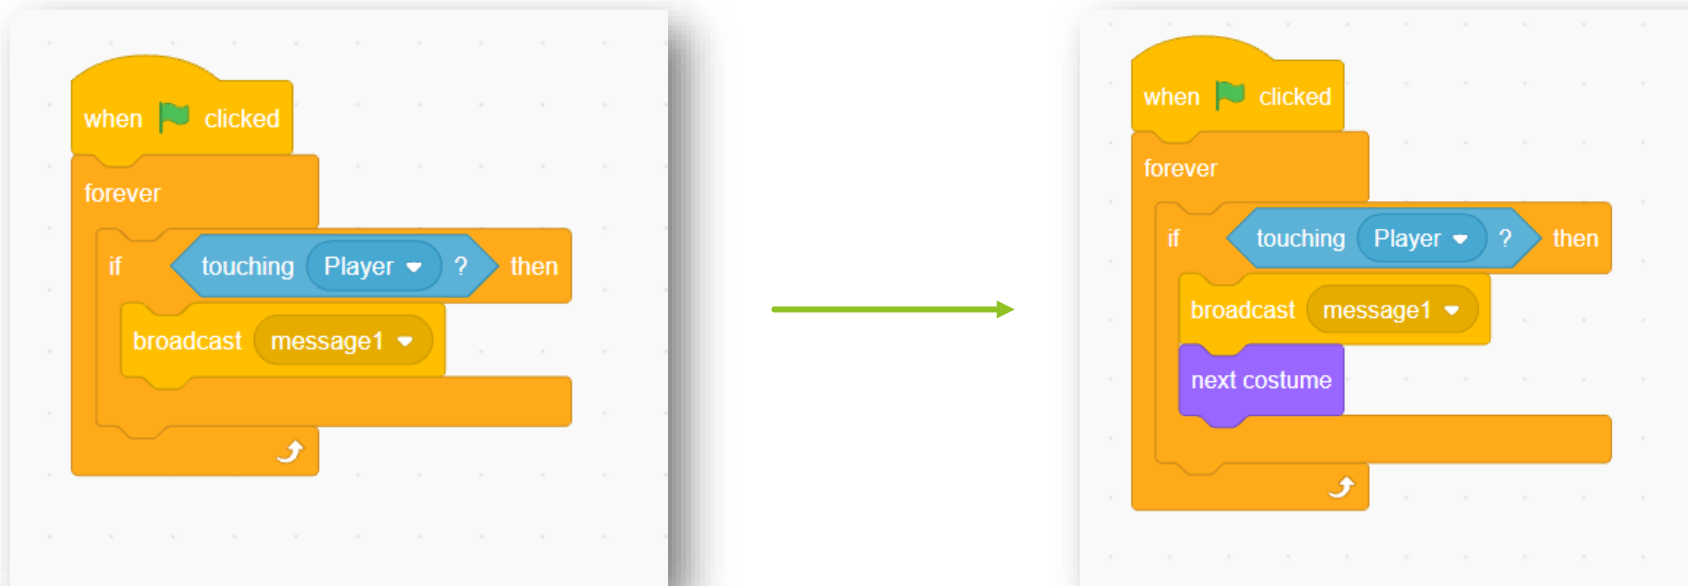 when clicked
forever
if touching Player ? then
broadcast message1
when clicked
forever
if touching Player ? then
broadcast message1
next costume